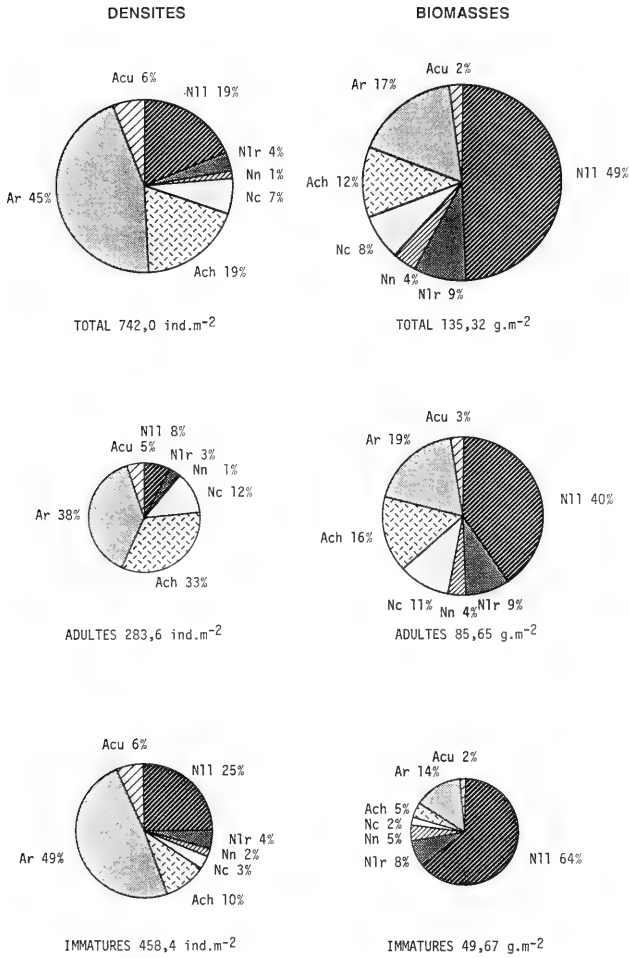 DENSITES
BIOMASSES
Acu 6%
Nll 19%
Nlr 4%
Nn 1%
Nc 7%
Ach 19%
Ar 45%
TOTAL 742,0 ind.m-2
Acu 2%
Ar 17%
Nll 49%
Ach 12%
Nc 8%
Nn 4%
Nlr 9%
TOTAL 135,32 g.m-2
Nll 8%
Acu 5%
Nlr 3%
Nn 1%
Nc 12%
Ar 38%
Ach 33%
ADULTES 283,6 ind.m-2
Acu 3%
Ar 19%
Nll 40%
Ach 16%
Nc 11%
Nn 4%
Nlr 9%
ADULTES 85,65 g.m-2
Acu 6%
Nll 25%
Nlr 4%
Nn 2%
Nc 3%
Ar 49%
Ach 10%
IMMATURES 458,4 ind.m-2
Acu 2%
Ar 14%
Ach 5%
Nc 2%
Nn 5%
Nlr 8%
Nll 64%
IMMATURES 49,67 g.m-2